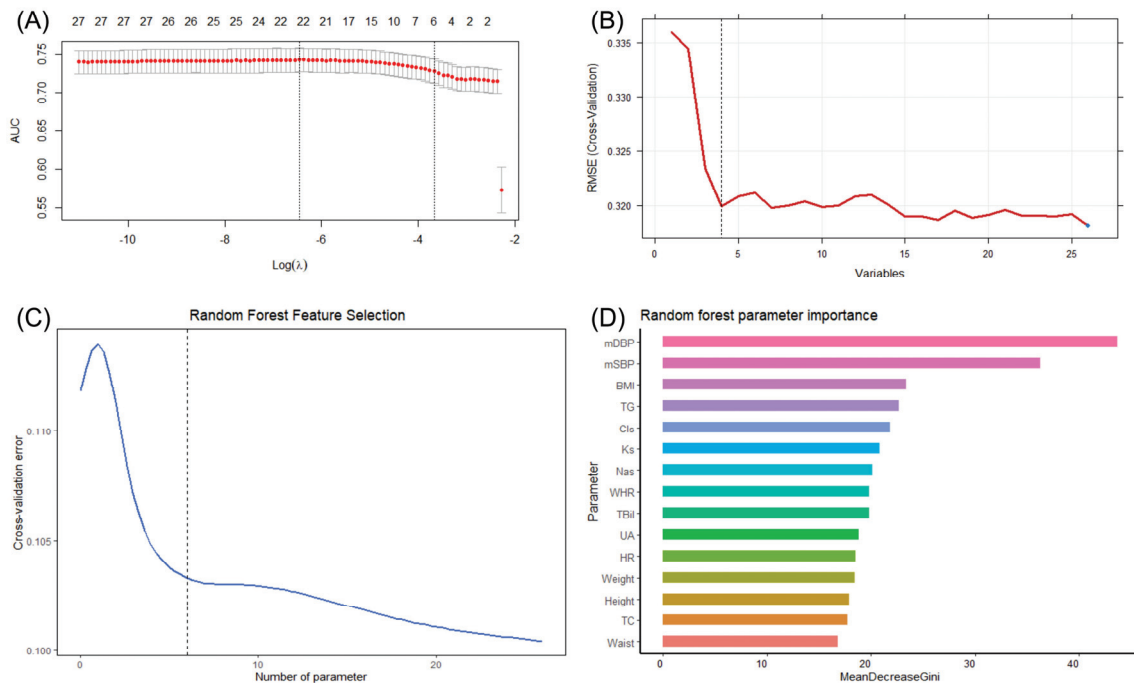 (A)
27 27 27 26 26 25 25 24 22 22 21 19 17 15 10 7 6 4 2 2
0.75
0.70
0.65
0.60
0.55
AUC
-10 -8 -6 -4 -2
Log(λ)
(B)
0.335
0.330
0.325
0.320
RMSE (Cross-Validation)
0 5 10 15 20 25
Variables
(C)
Random Forest Feature Selection
0.110
0.105
0.100
Cross-validation error
0 10 20
Number of parameter
(D)
Random forest parameter importance
mDBP
mSBP
BMI
TG
Cls
Ks
Nas
WHR
TBil
UA
HR
Weight
Height
TC
Waist
Parameter
0 10 20 30 40
MeanDecreaseGini